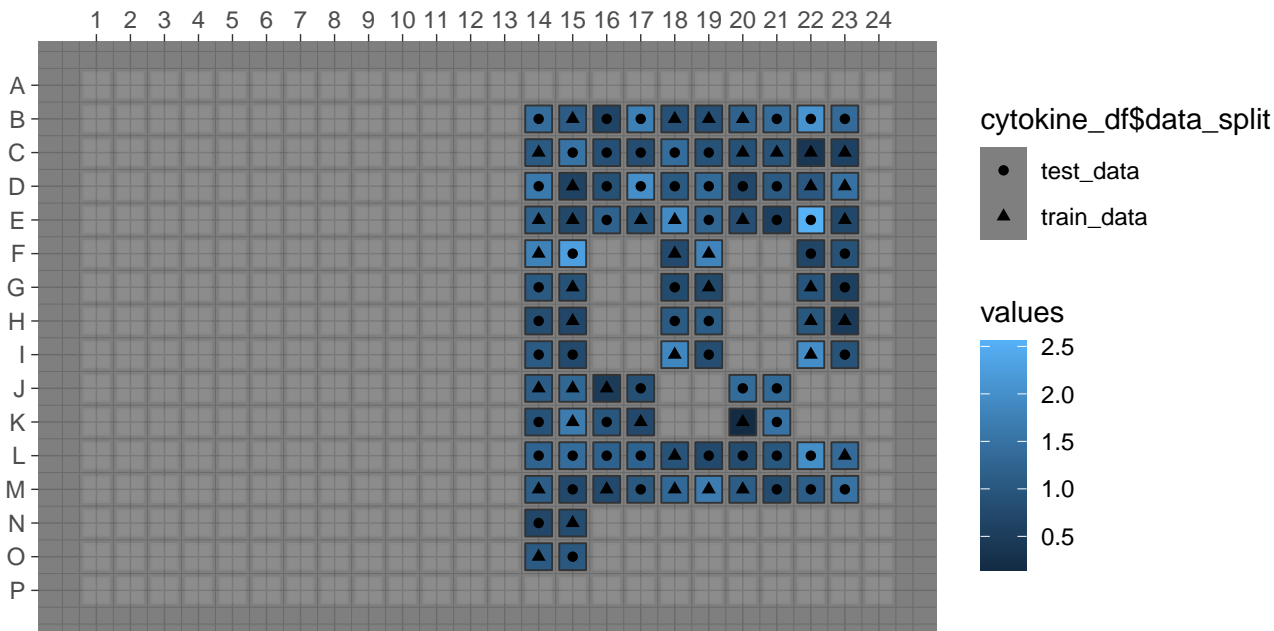 1 2 3 4 5 6 7 8 9 10 11 12 13 14 15 16 17 18 19 20 21 22 23 24
A
B
C
D
E
F
G
H
I
J
K
L
M
N
O
P
cytokine_df$data_split
test_data
train_data
values
2.5
2.0
1.5
1.0
0.5